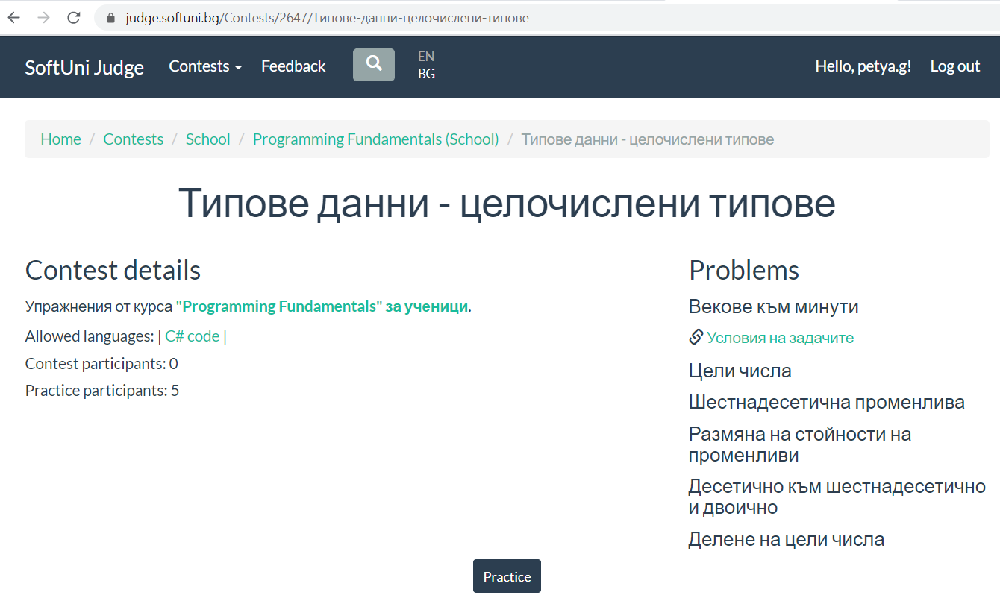 judge.softuni.bg/Contests/2647/Типове-данни-целочислени-типове
SoftUni Judge Contests Feedback EN BG Hello, petya.g! Log out
Home / Contests / School / Programming Fundamentals (School) / Типове данни - целочислени типове
Типове данни - целочислени типове
Contest details
Упражнения от курса "Programming Fundamentals" за ученици.
Allowed languages: | C# code |
Contest participants: 0
Practice participants: 5
Problems
Векове към минути
Условия на задачите
Цели числа
Шестнадесетична променлива
Размяна на стойности на
променливи
Десетично към шестнадесетично
и двоично
Делене на цели числа
Practice